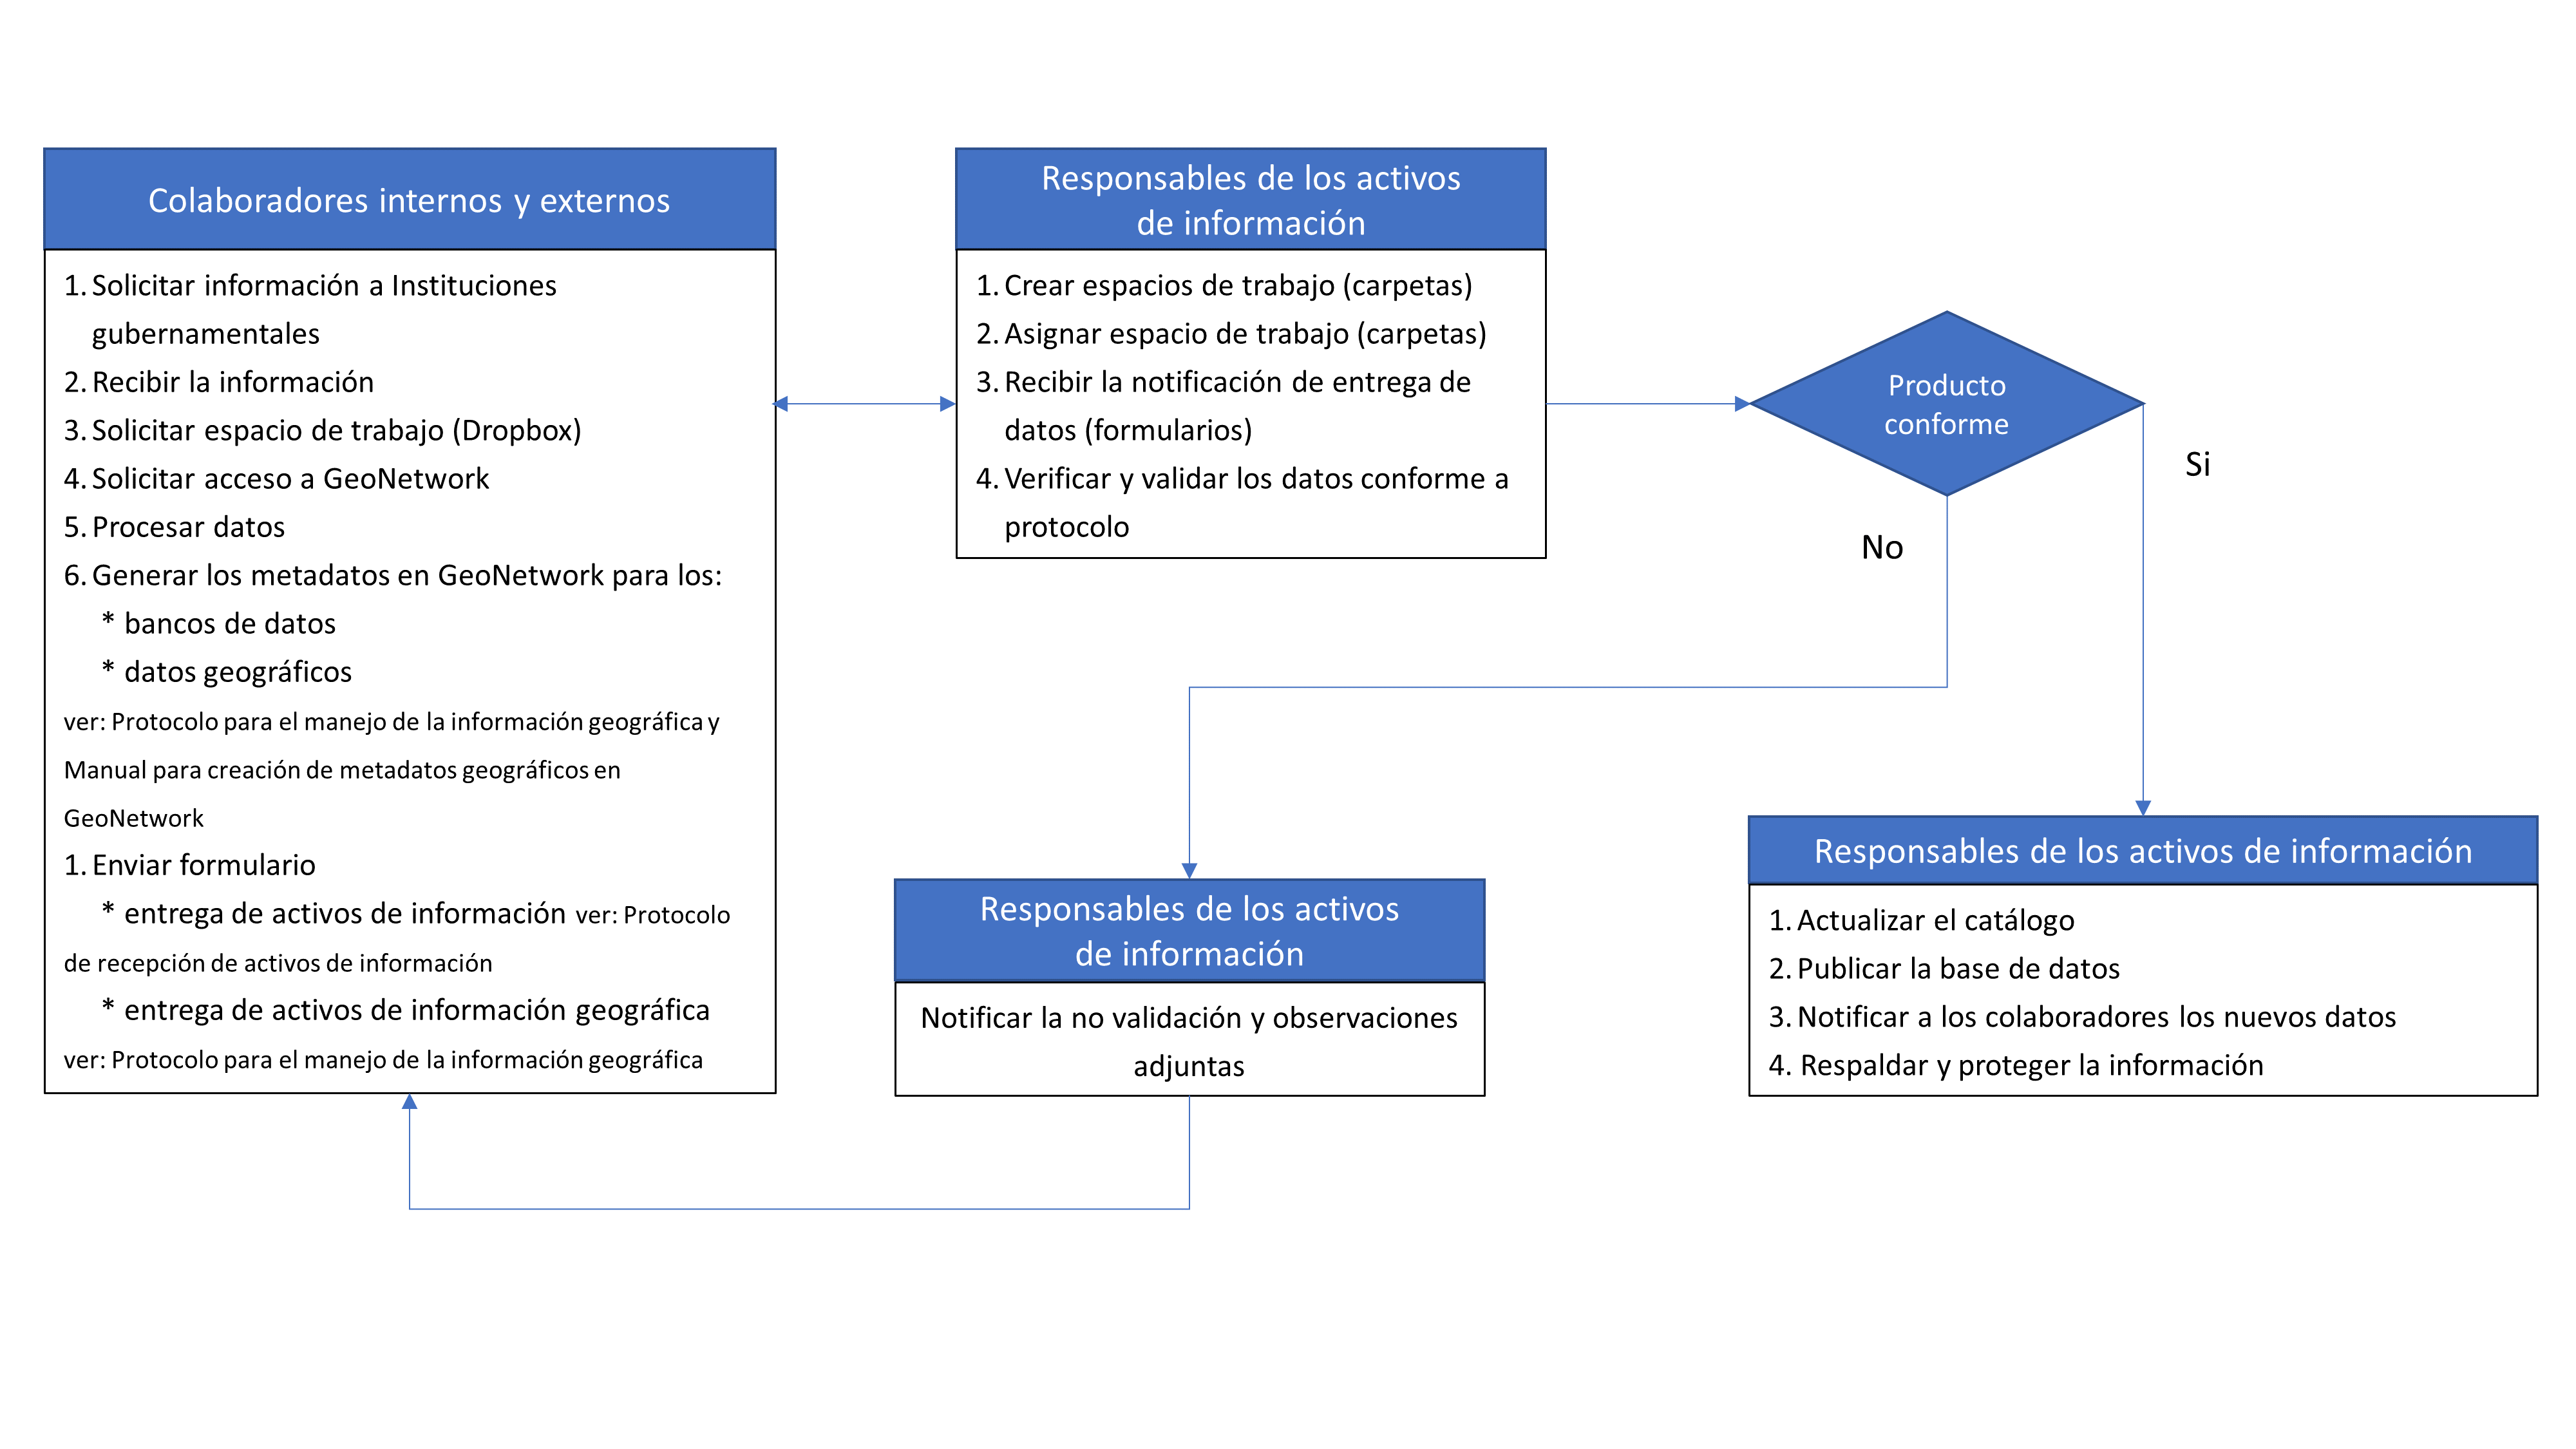 Colaboradores internos y externos
1. Solicitar información a Instituciones
gubernamentales
2. Recibir la información
3. Solicitar espacio de trabajo (Dropbox)
4. Solicitar acceso a GeoNetwork
5. Procesar datos
6. Generar los metadatos en GeoNetwork para los:
* bancos de datos
* datos geográficos
ver: Protocolo para el manejo de la información geográfica y
Manual para creación de metadatos geográficos en
GeoNetwork
1. Enviar formulario
* entrega de activos de información ver: Protocolo
de recepción de activos de información
* entrega de activos de información geográfica
ver: Protocolo para el manejo de la información geográfica
Responsables de los activos
de información
1. Crear espacios de trabajo (carpetas)
2. Asignar espacio de trabajo (carpetas)
3. Recibir la notificación de entrega de
datos (formularios)
4. Verificar y validar los datos conforme a
protocolo
Producto
conforme
Si
No
Responsables de los activos
de información
Notificar la no validación y observaciones
adjuntas
Responsables de los activos de información
1. Actualizar el catálogo
2. Publicar la base de datos
3. Notificar a los colaboradores los nuevos datos
4. Respaldar y proteger la información